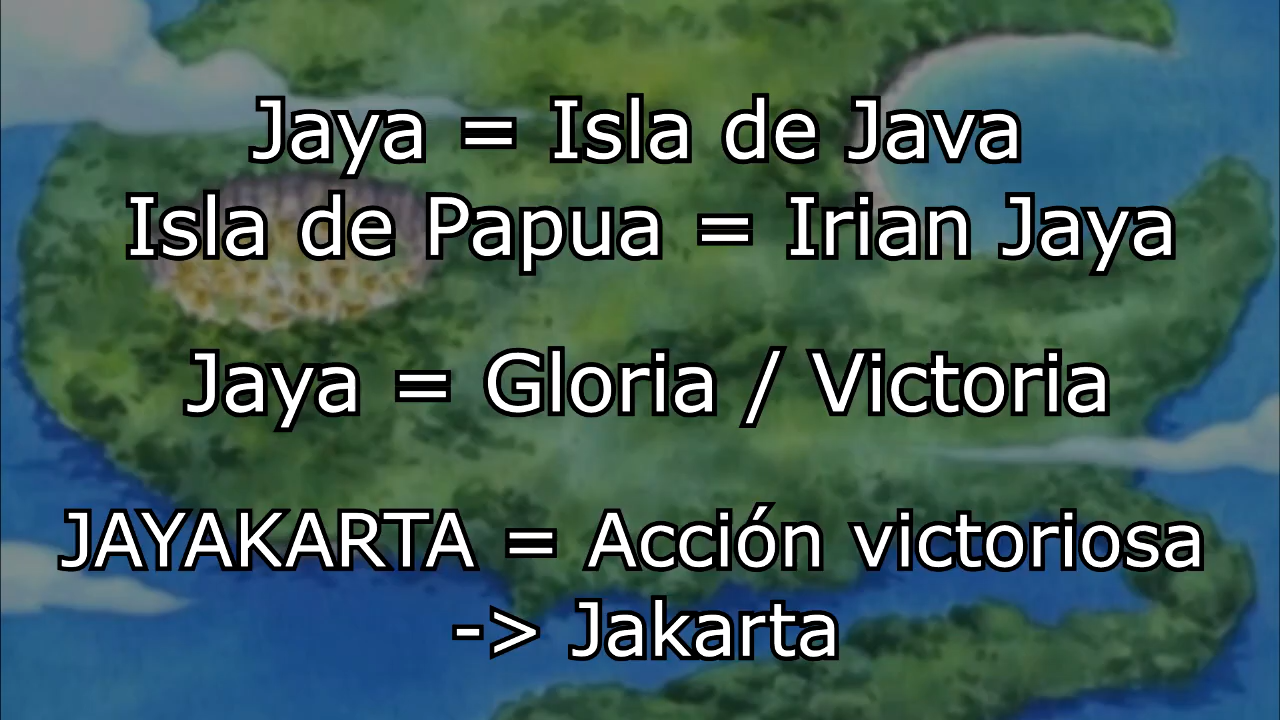 Jaya = Isla de Java
Isla de Papua = Irian Jaya
Jaya = Gloria / Victoria
JAYAKARTA = Acción victoriosa
-> Jakarta